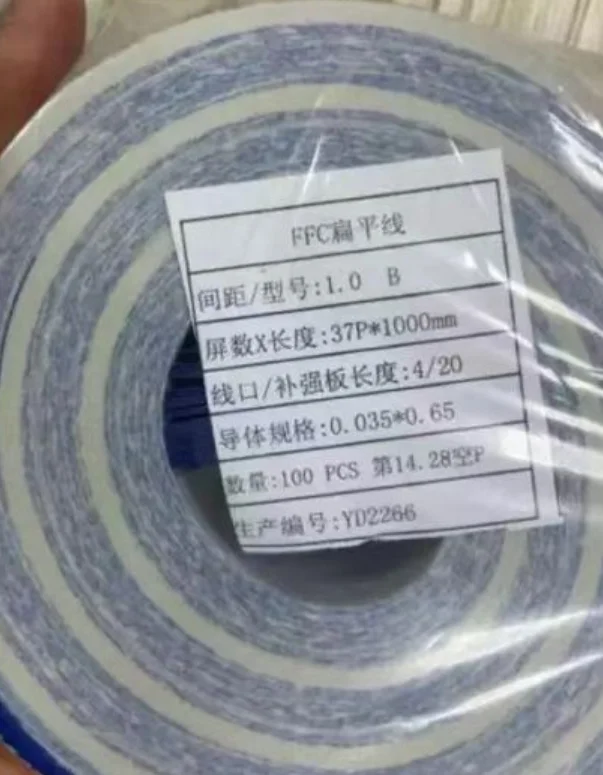 FFC扁平线
间距/型号:1.0 B
屏数X长度:37P*1000mm
线口/补强板长度:4/20
导体规格:0.035*0.65
数量:100 PCS 第14.28空P
生产编号:YD2266